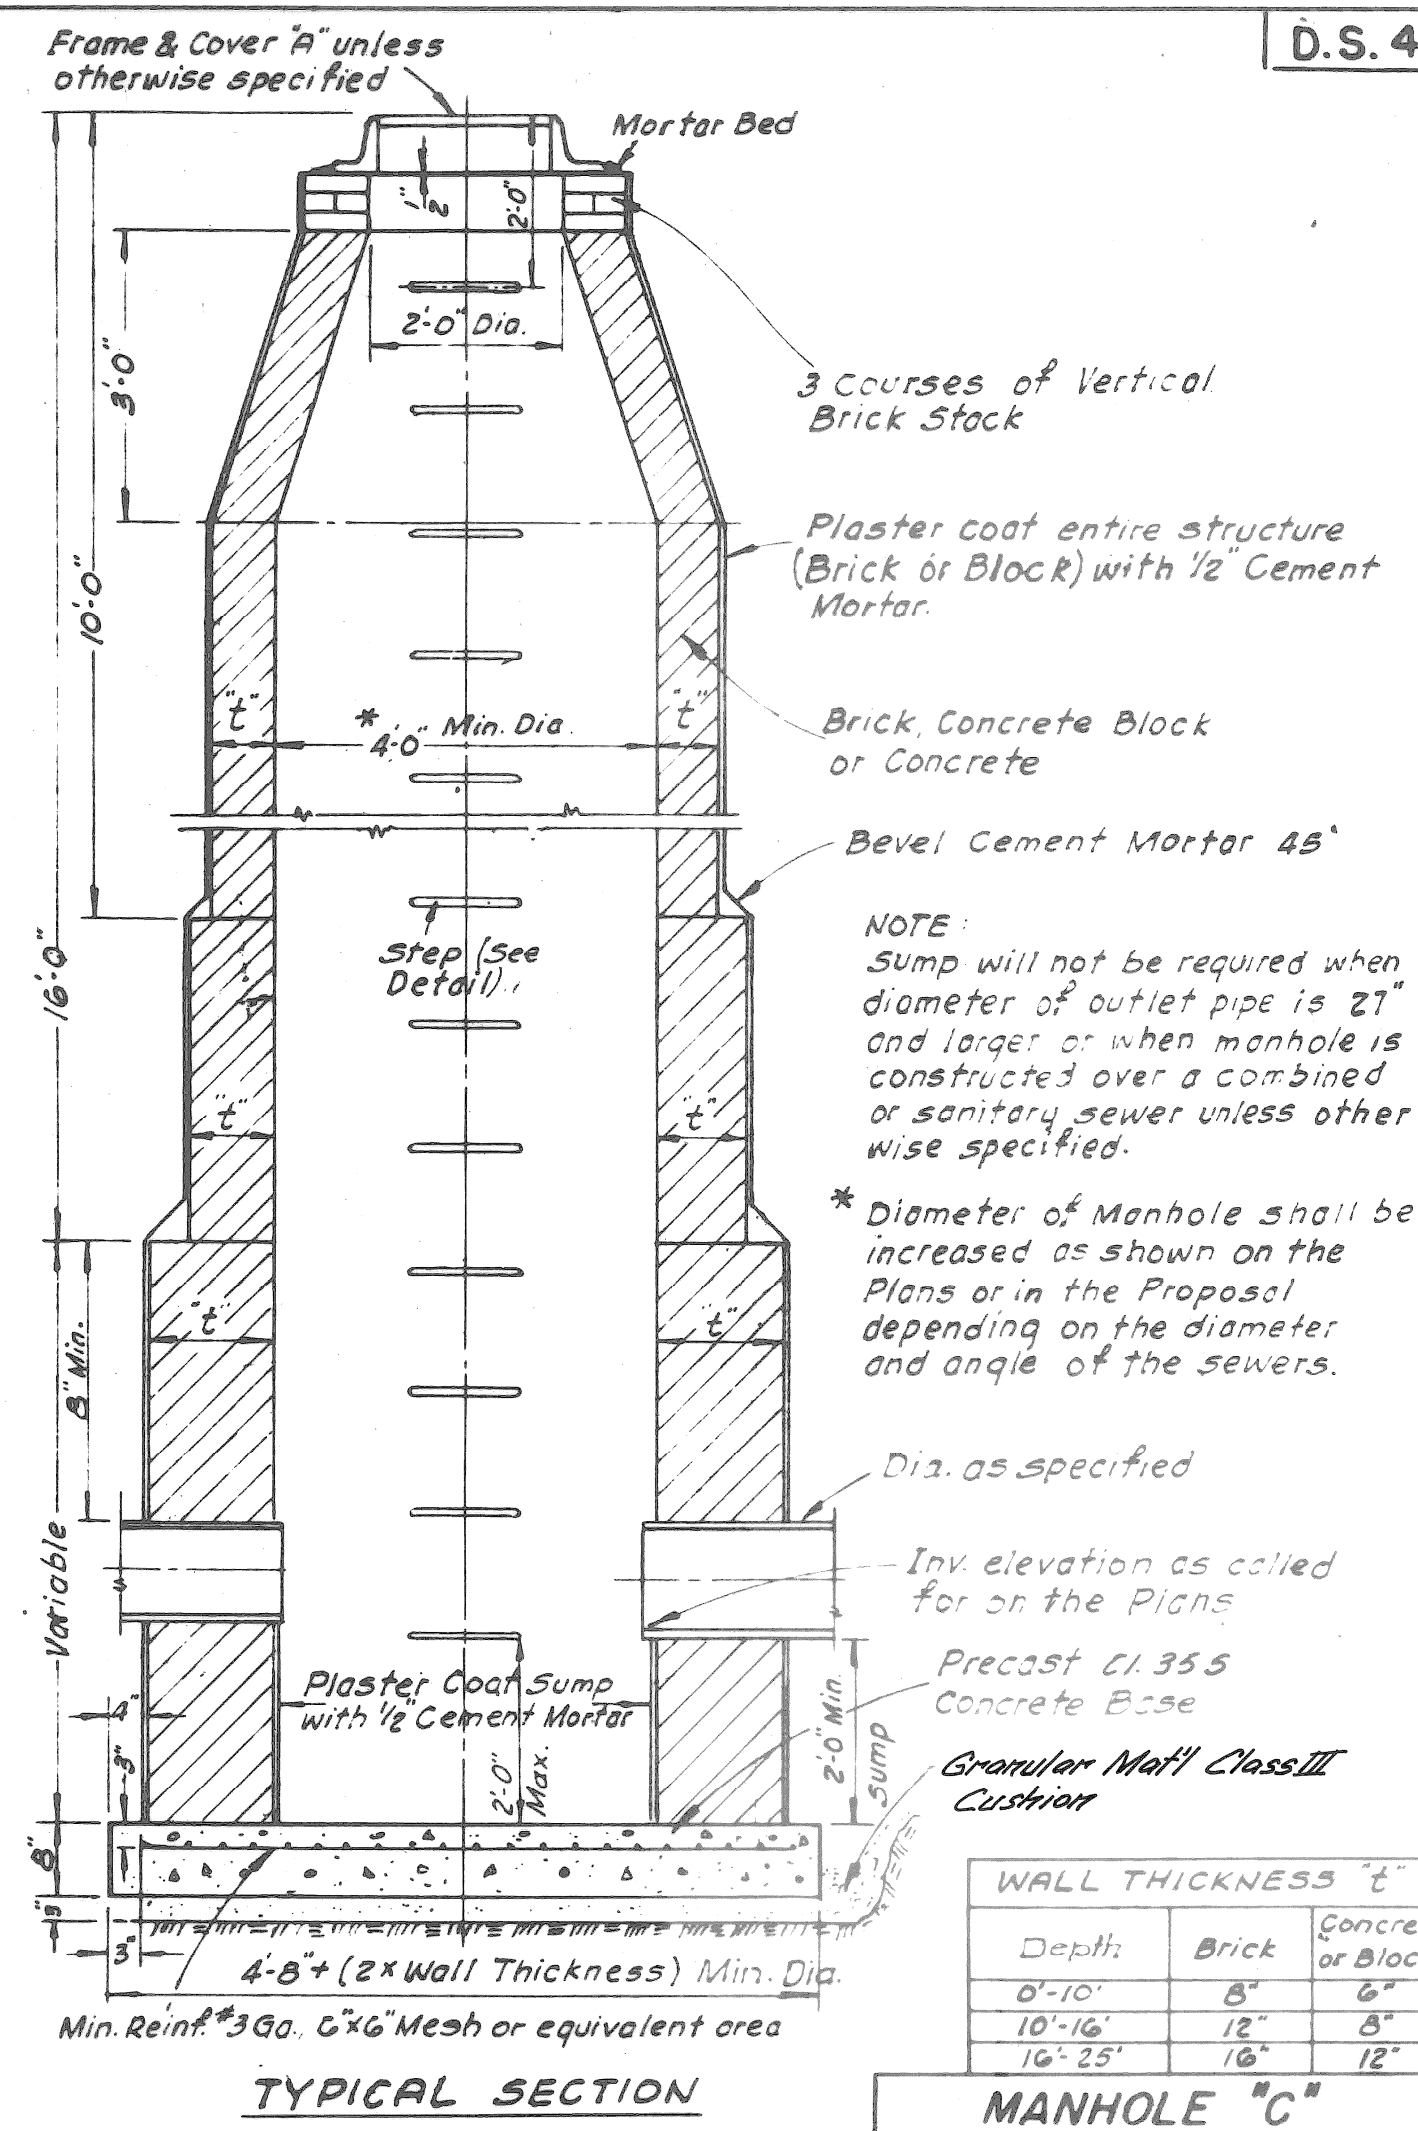 D.S. 4
Frame & Cover "A" unless
otherwise specified
Mortar Bed
1/2"
2'-0"
2'-0" Dia.
3'-0"
10'-0"
16'-0"
3 Courses of Vertical
Brick Stack
Plaster coat entire structure
(Brick or Block) with 1/2" Cement
Mortar.
"t"
* 4'-0" Min. Dia.
"t"
Brick, Concrete Block
or Concrete
Bevel Cement Mortar 45°
Step (See
Detail)
NOTE:
Sump will not be required when
diameter of outlet pipe is 27"
and larger or when manhole is
constructed over a combined
or sanitary sewer unless other
wise specified.
"t"
"t"
* Diameter of Manhole shall be
increased as shown on the
Plans or in the Proposal
depending on the diameter
and angle of the sewers.
"t"
"t"
8" Min.
Variable
Dia. as specified
Inv. elevation as called
for on the Plans
Plaster Coat Sump
with 1/2" Cement Mortar
Precast Cl. 35S
Concrete Base
4"
3"
2'-0"
Max.
2'-0" Min.
Sump
Granular Mat'l Class III
Cushion
8"
3"
3"
4'-8" + (2 x Wall Thickness) Min. Dia.
Min. Reinf. #3 Ga., 6"x6" Mesh or equivalent area
TYPICAL SECTION
WALL THICKNESS "t"
Depth Brick Concre
or Bloc
0'-10' 8" 6"
10'-16' 12" 8"
16'-25' 16" 12"
MANHOLE "C"